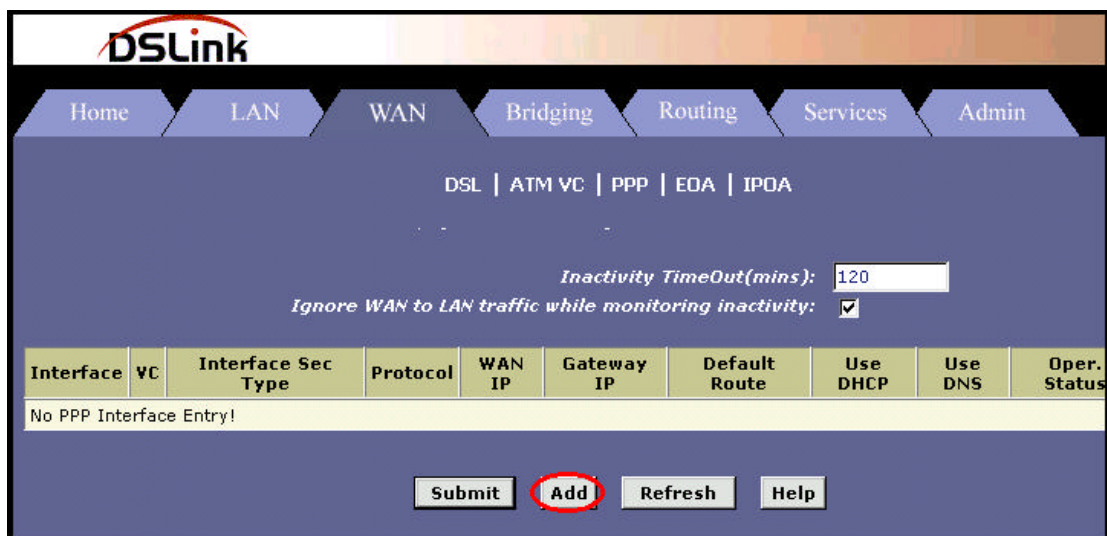 DSLink
Home LAN WAN Bridging Routing Services Admin
DSL | ATM VC | PPP | EOA | IPOA
Inactivity TimeOut(mins): 120
Ignore WAN to LAN traffic while monitoring inactivity:
Interface VC Interface Sec Type Protocol WAN IP Gateway IP Default Route Use DHCP Use DNS Oper. Status
No PPP Interface Entry!
Submit Add Refresh Help